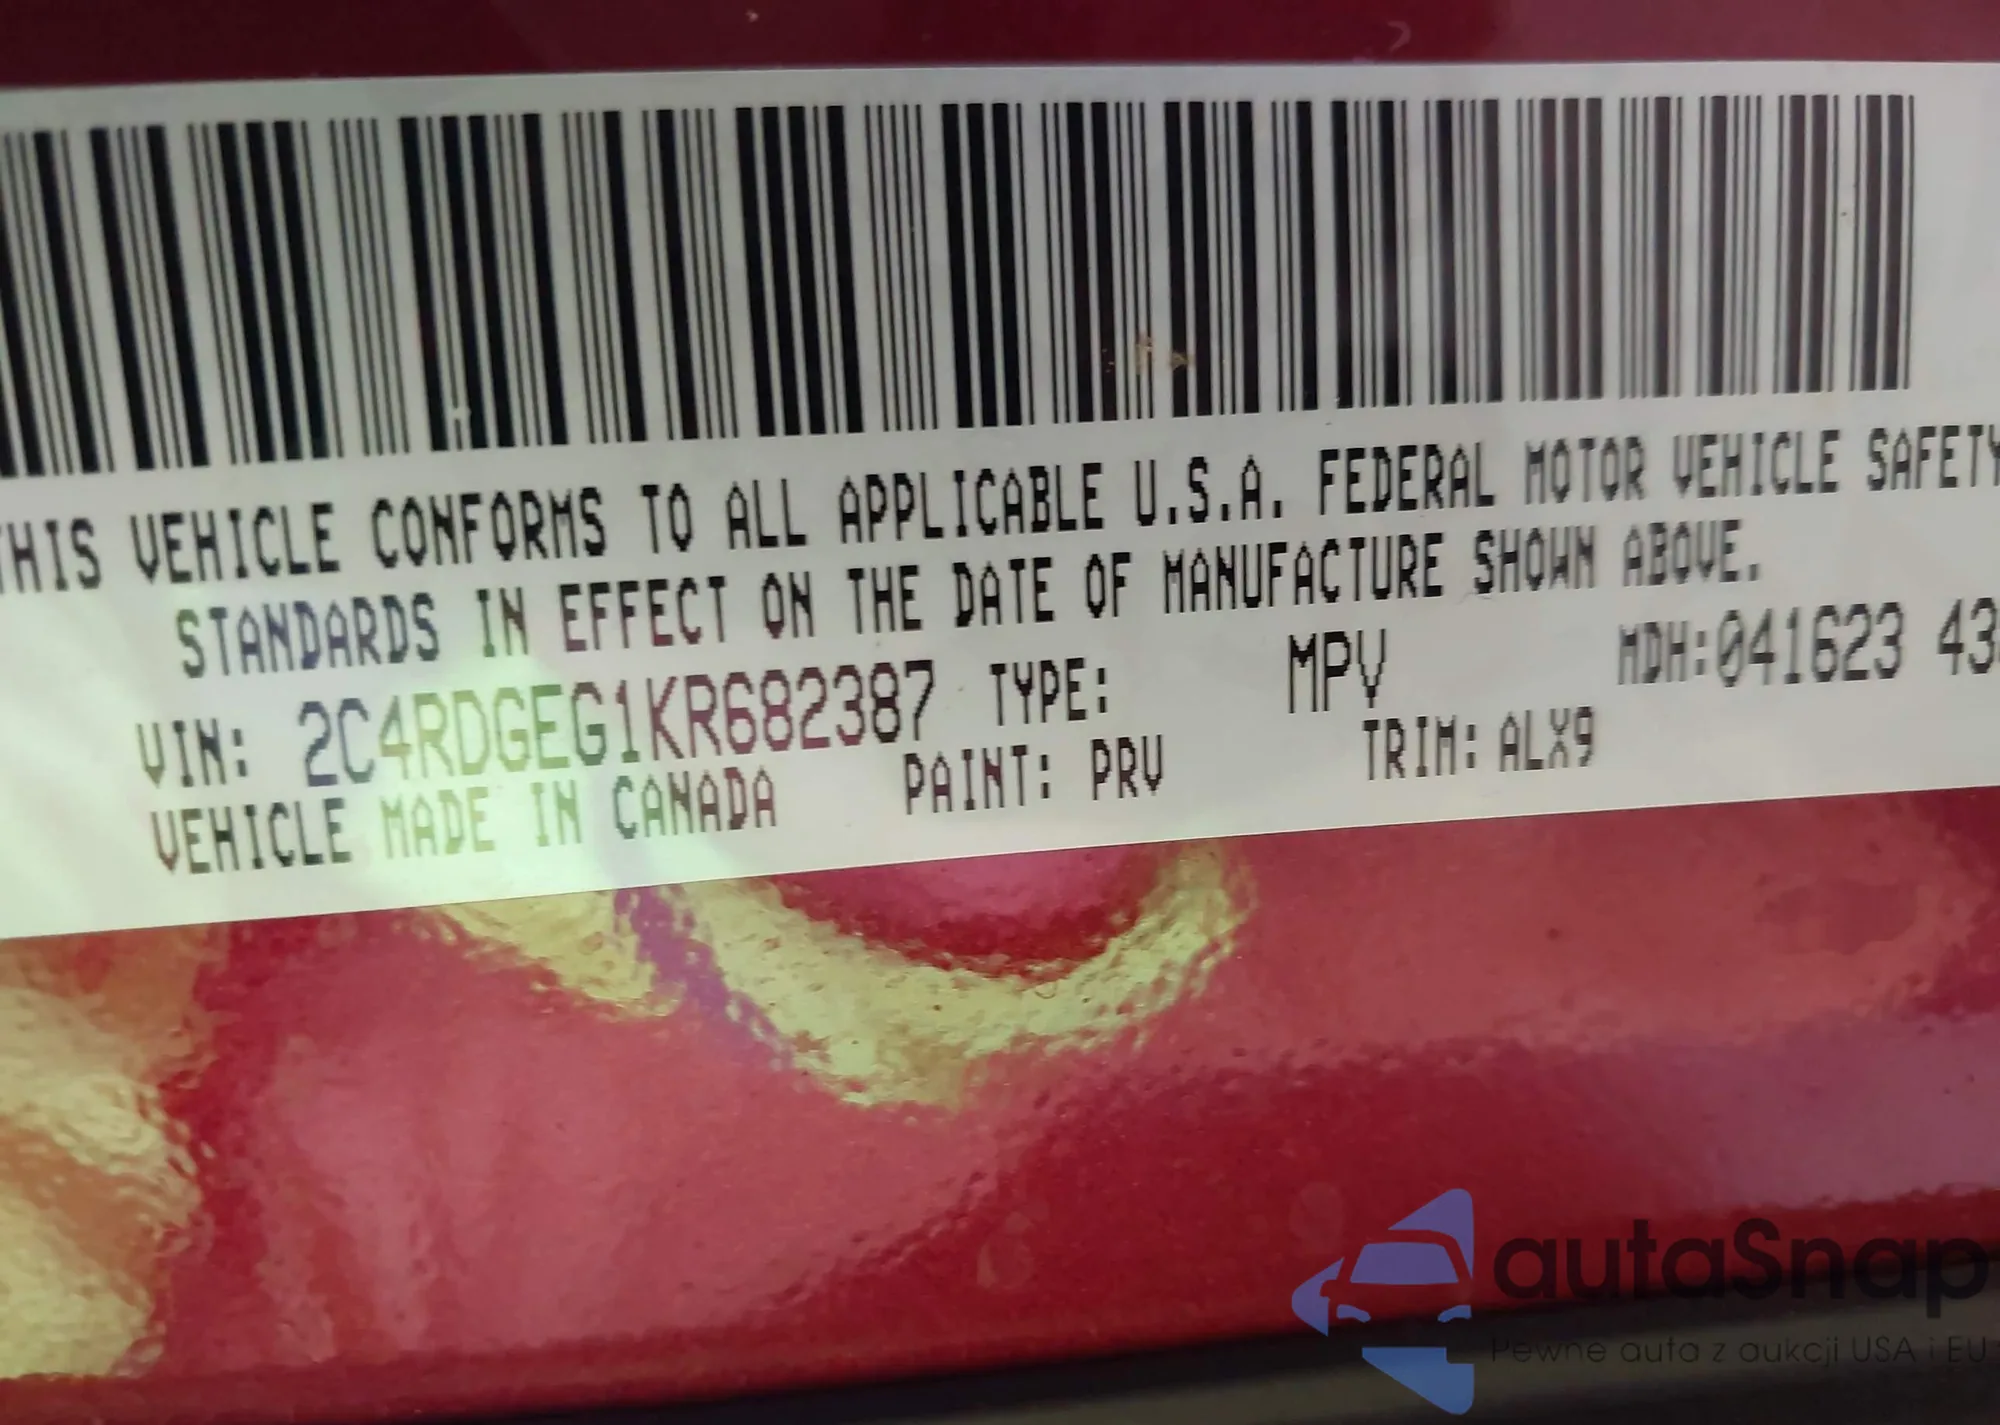 THIS VEHICLE CONFORMS TO ALL APPLICABLE U.S.A. FEDERAL MOTOR VEHICLE SAFETY
STANDARDS IN EFFECT ON THE DATE OF MANUFACTURE SHOWN ABOVE.
VIN: 2C4RDGEG1KR682387 TYPE: MPV MDH:041623 43
VEHICLE MADE IN CANADA PAINT: PRV TRIM: ALX9
autaSnap
Pewne auta z aukcji USA i EU